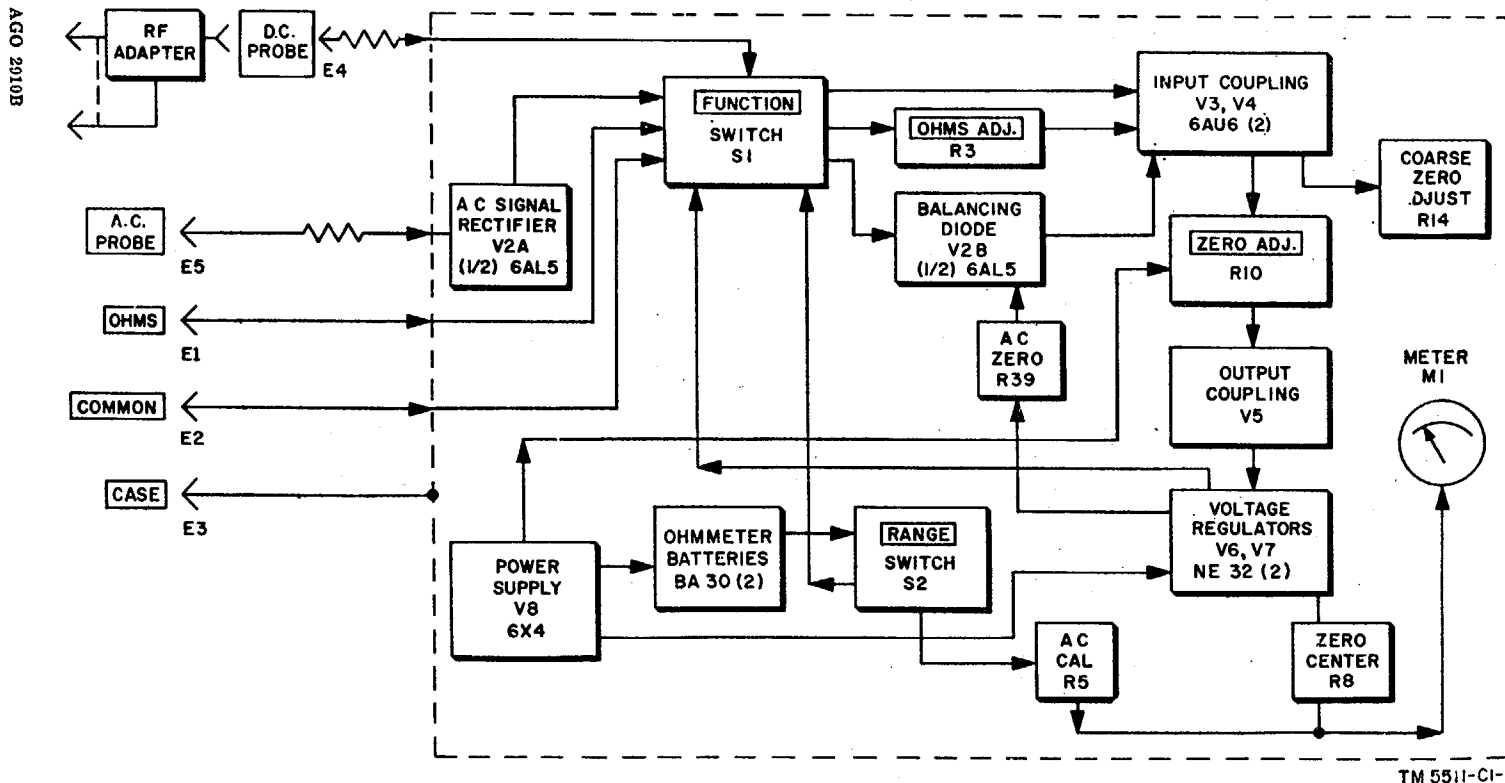 AGO 2910B
RF
ADAPTER
D.C.
PROBE
E4
A.C.
PROBE
E5
OHMS
E1
COMMON
E2
CASE
E3
FUNCTION
SWITCH
S1
A C SIGNAL
RECTIFIER
V2A
(1/2) 6AL5
OHMS ADJ.
R3
BALANCING
DIODE
V2B
(1/2) 6AL5
A C
ZERO
R39
INPUT COUPLING
V3, V4
6AU6 (2)
COARSE
ZERO
DJUST
R14
ZERO ADJ.
R10
OUTPUT
COUPLING
V5
METER
M1
POWER
SUPPLY
V8
6X4
OHMMETER
BATTERIES
BA 30 (2)
RANGE
SWITCH
S2
VOLTAGE
REGULATORS
V6, V7
NE 32 (2)
A C
CAL
R5
ZERO
CENTER
R8
TM 5511-C1-